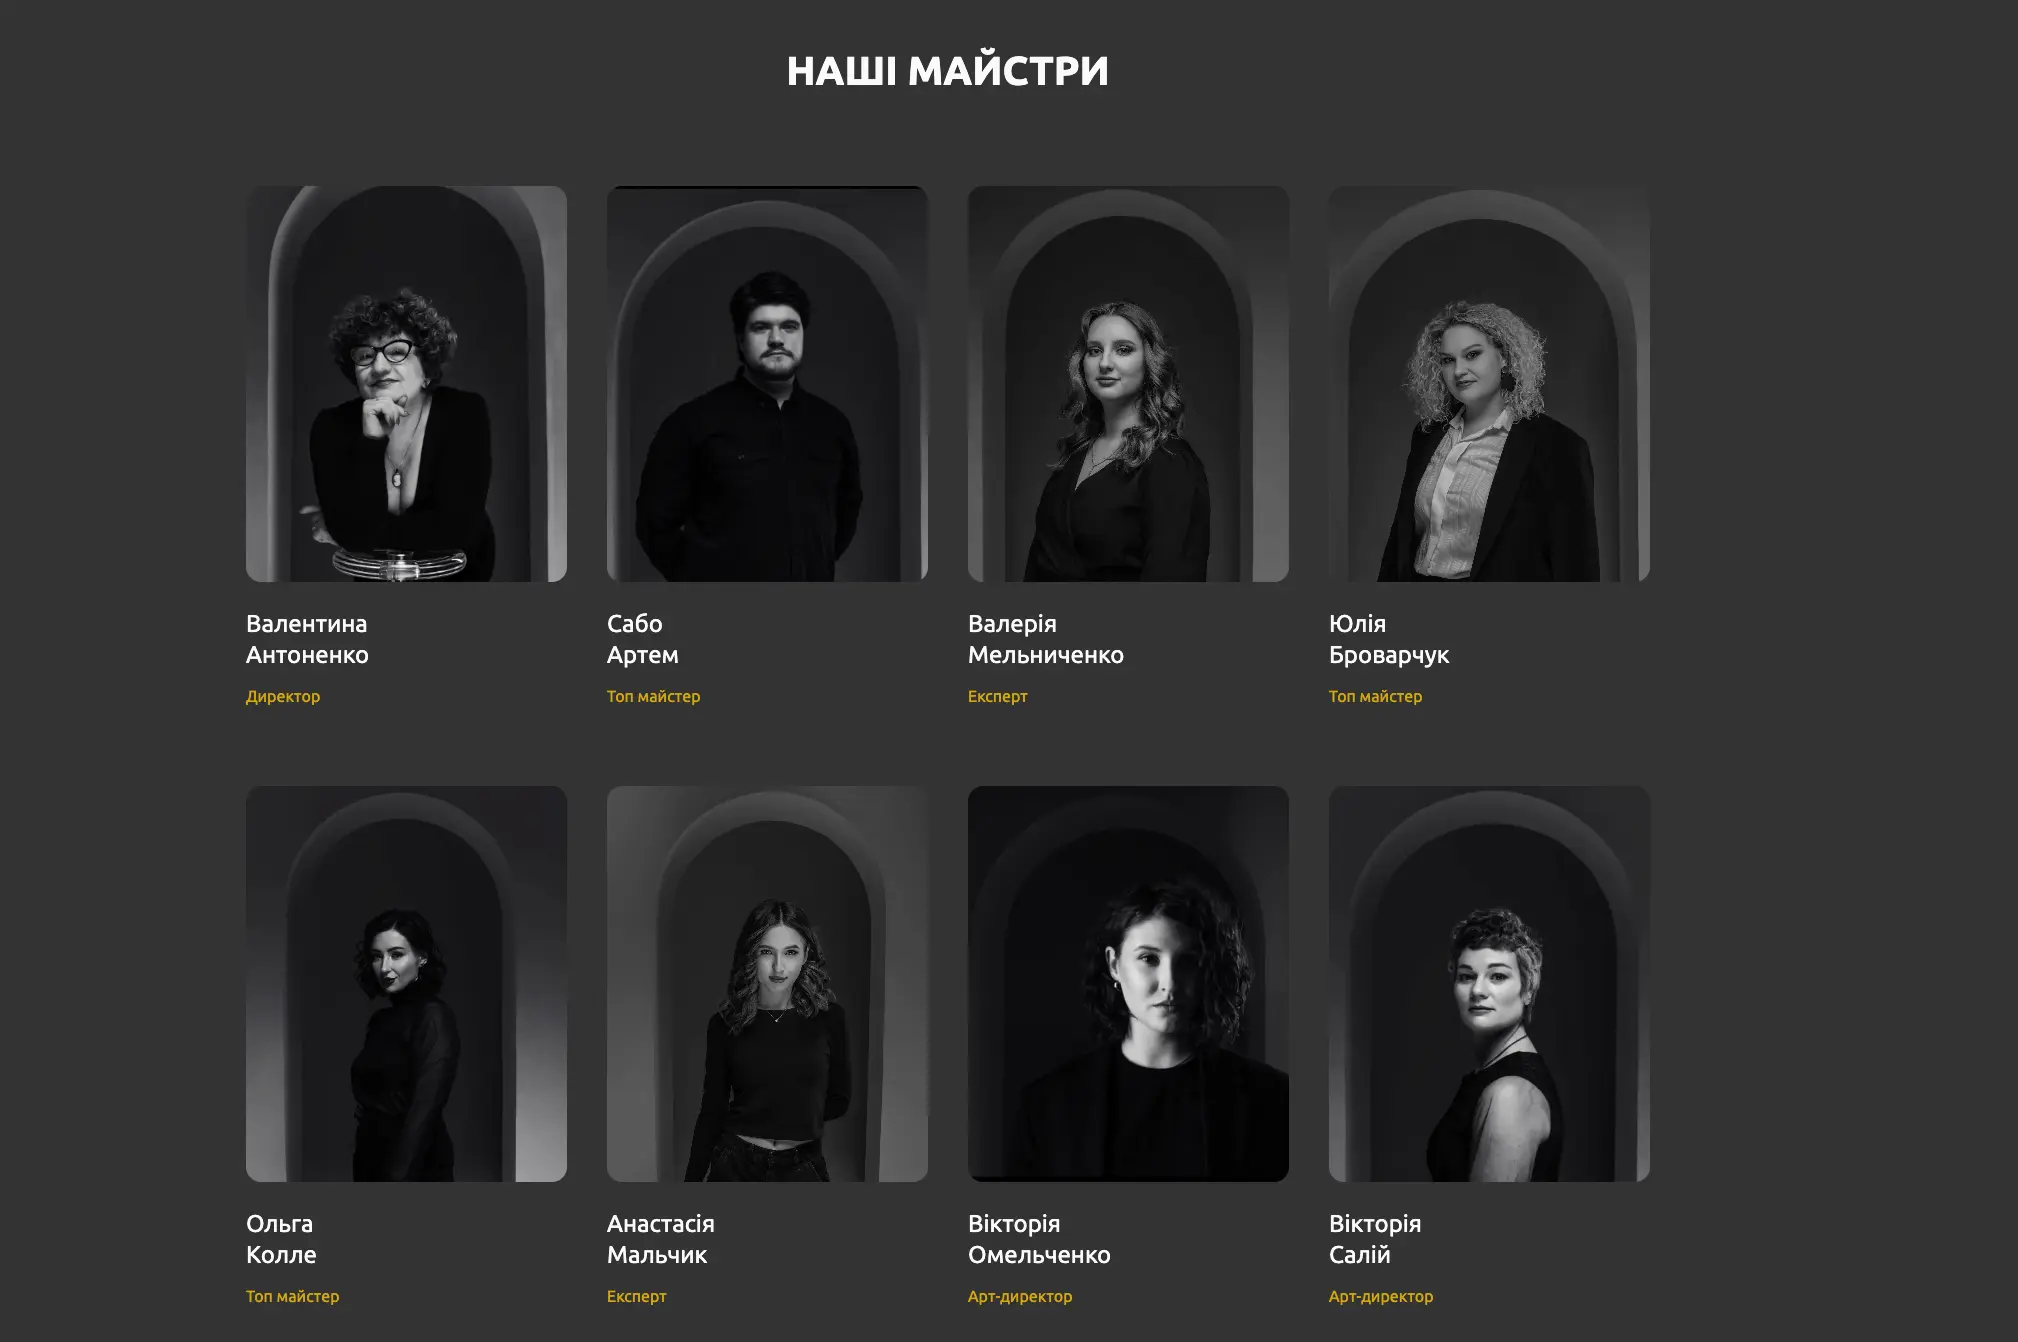 НАШІ МАЙСТРИ
Валентина
Антоненко
Директор
Сабо
Артем
Топ майстер
Валерія
Мельниченко
Експерт
Юлія
Броварчук
Топ майстер
Ольга
Колле
Топ майстер
Анастасія
Мальчик
Експерт
Вікторія
Омельченко
Арт-директор
Вікторія
Салій
Арт-директор